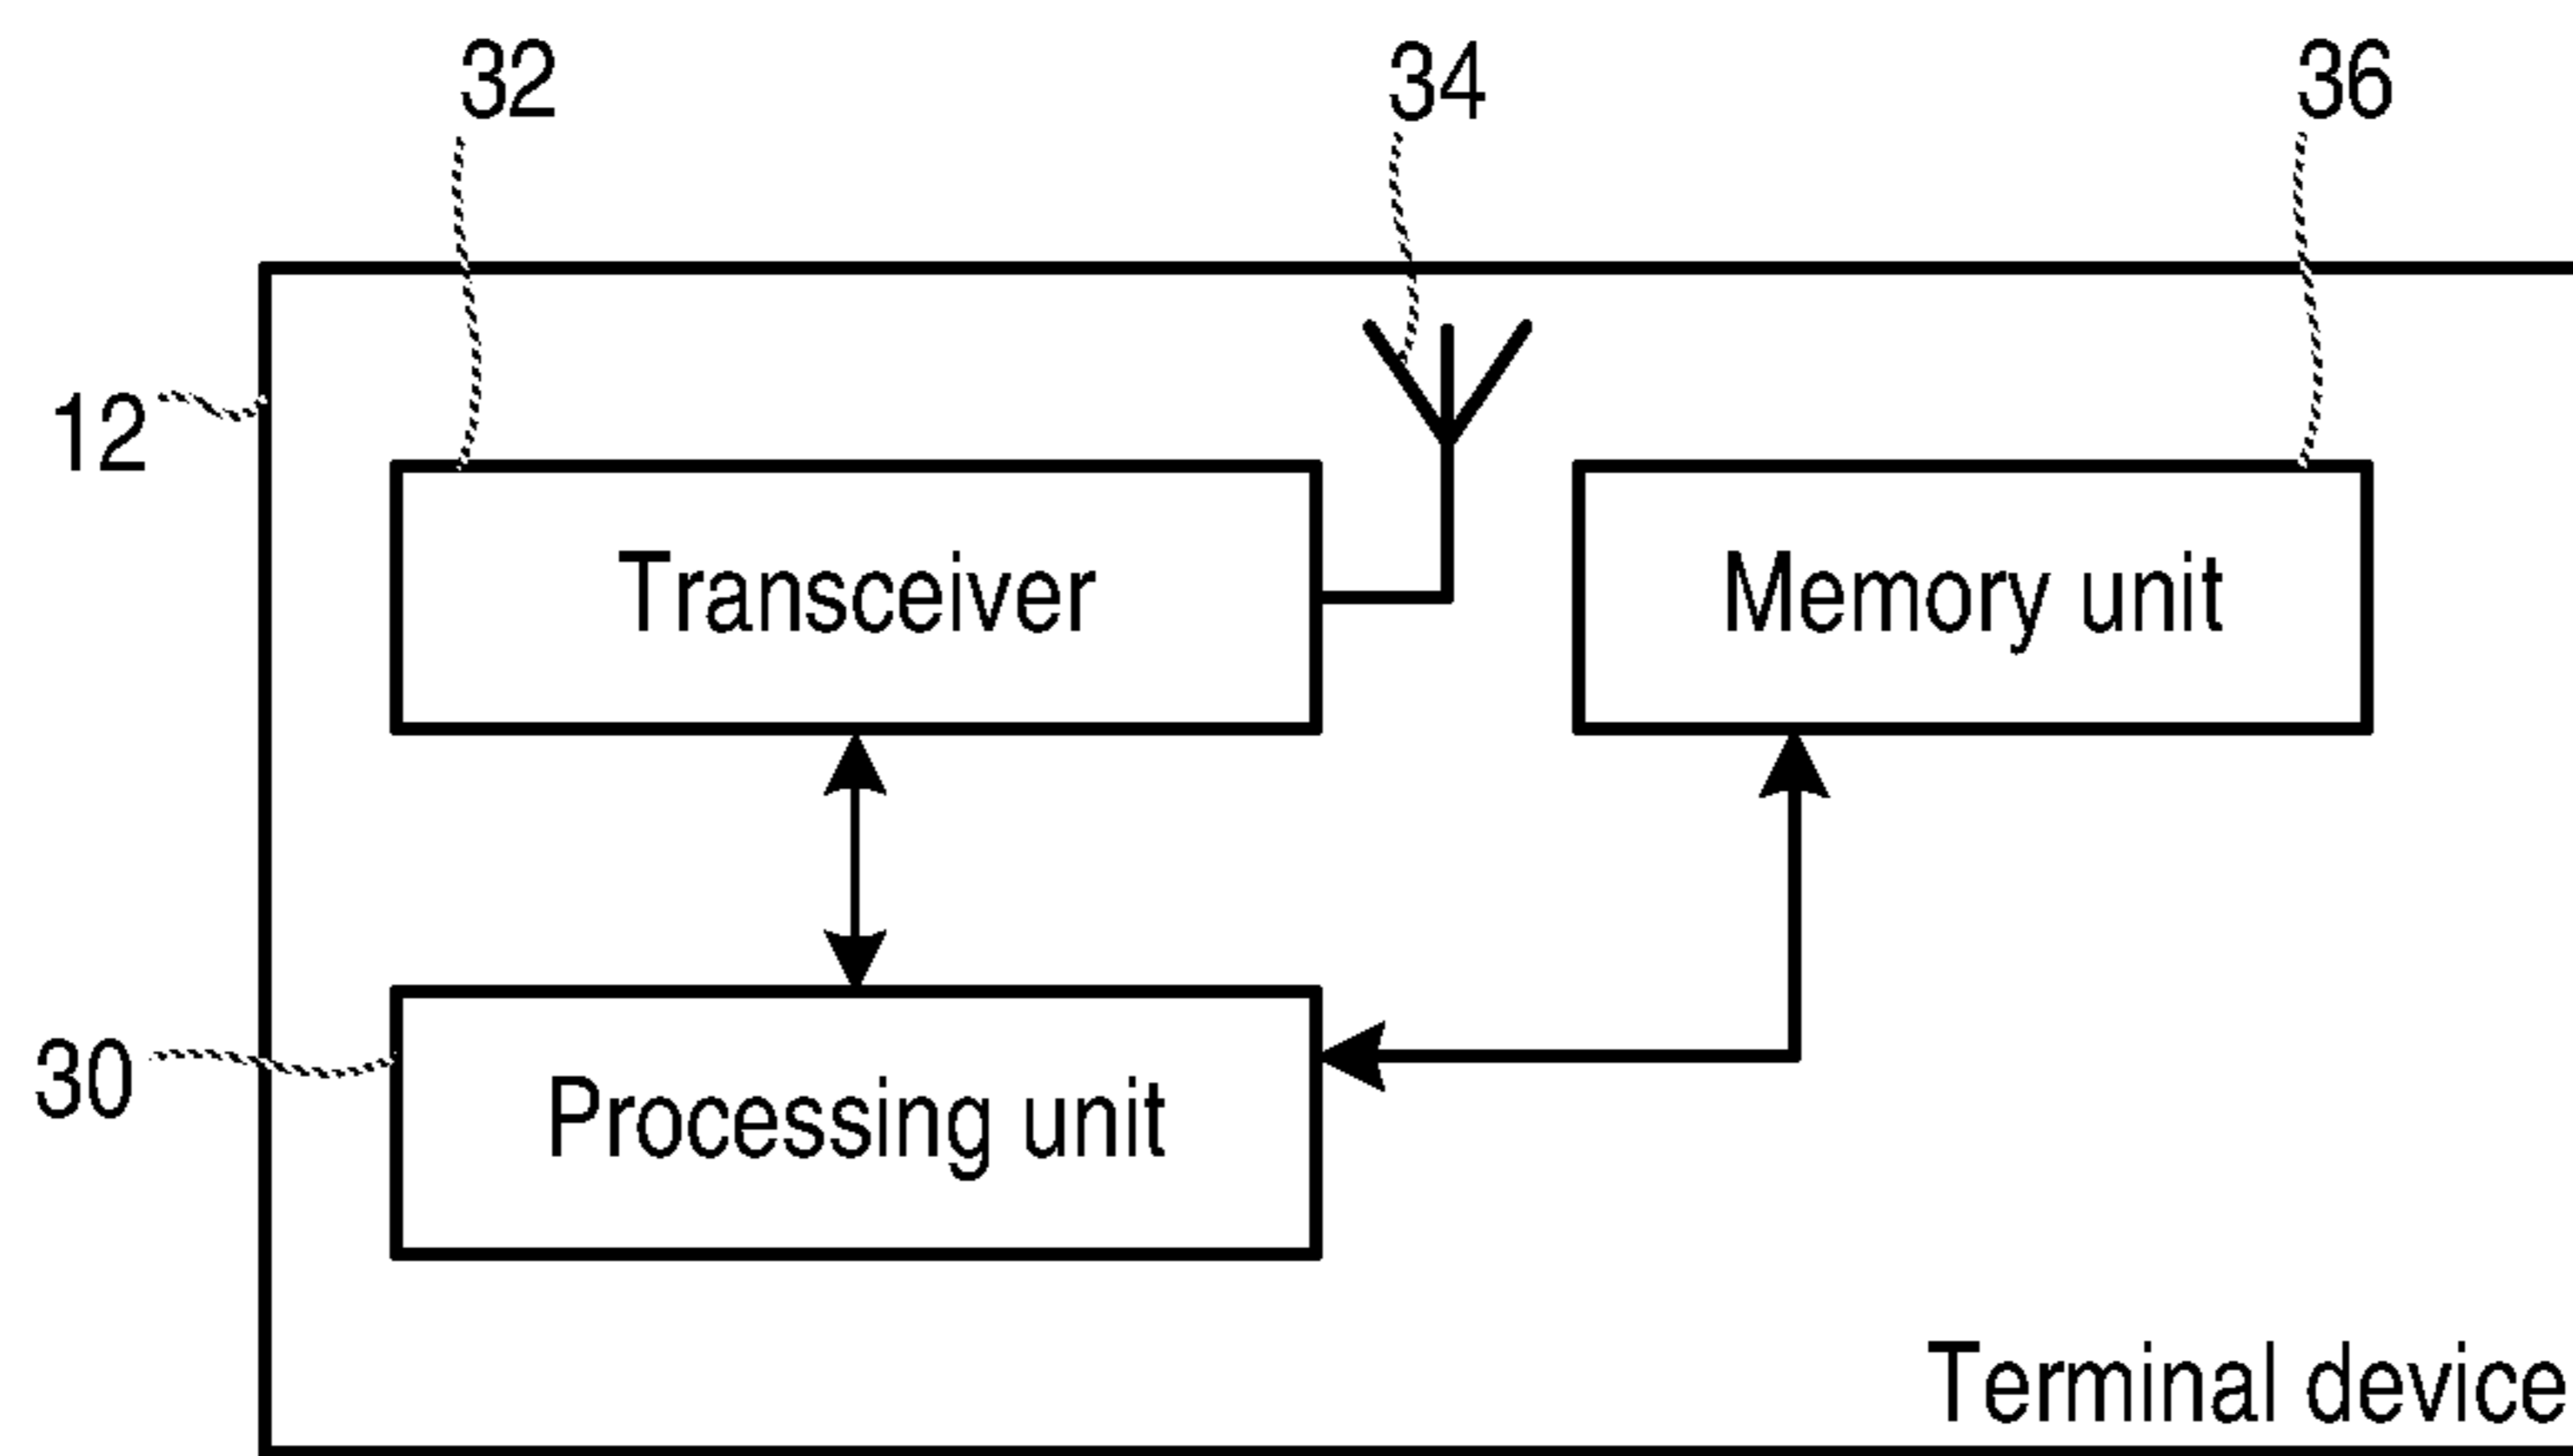 32
34
36
12
Transceiver
Memory unit
30
Processing unit
Terminal device